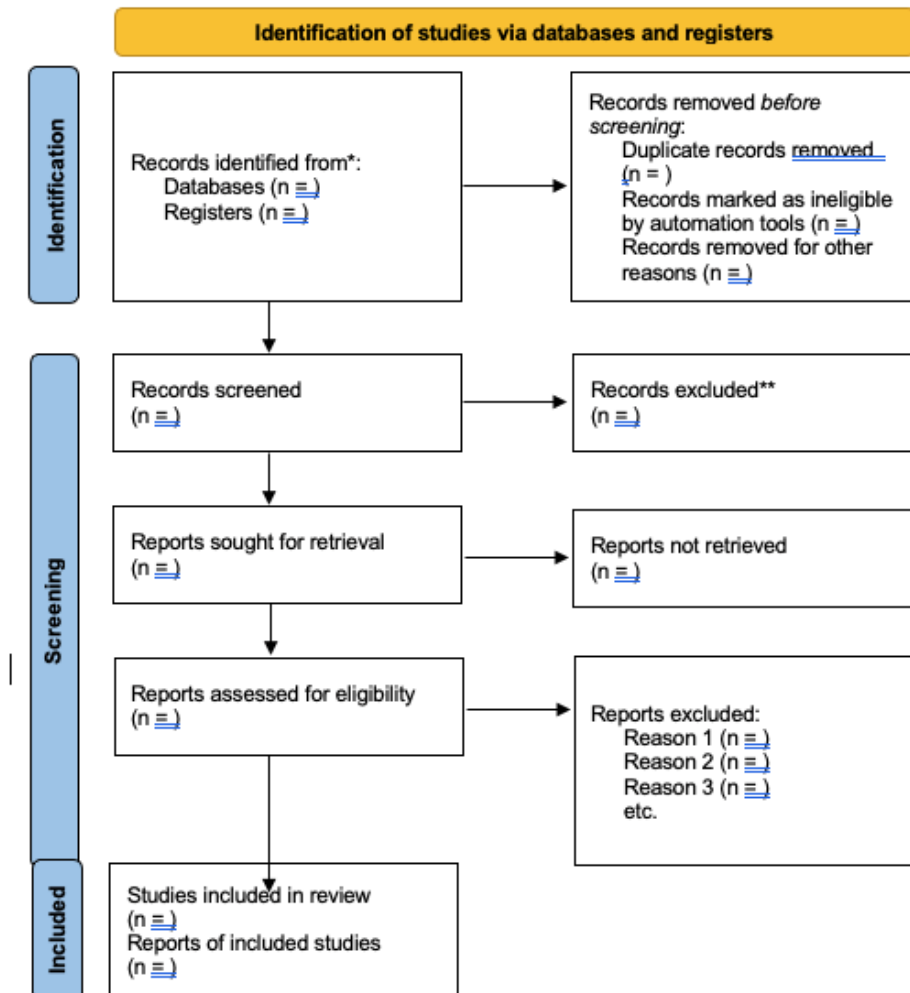 Identification of studies via databases and registers
Identification
Records identified from*:
Databases (n = )
Registers (n = )
Records removed before
screening:
Duplicate records removed
(n = )
Records marked as ineligible
by automation tools (n = )
Records removed for other
reasons (n = )
Screening
Records screened
(n = )
Records excluded**
(n = )
Reports sought for retrieval
(n = )
Reports not retrieved
(n = )
Reports assessed for eligibility
(n = )
Reports excluded:
Reason 1 (n = )
Reason 2 (n = )
Reason 3 (n = )
etc.
Included
Studies included in review
(n = )
Reports of included studies
(n = )